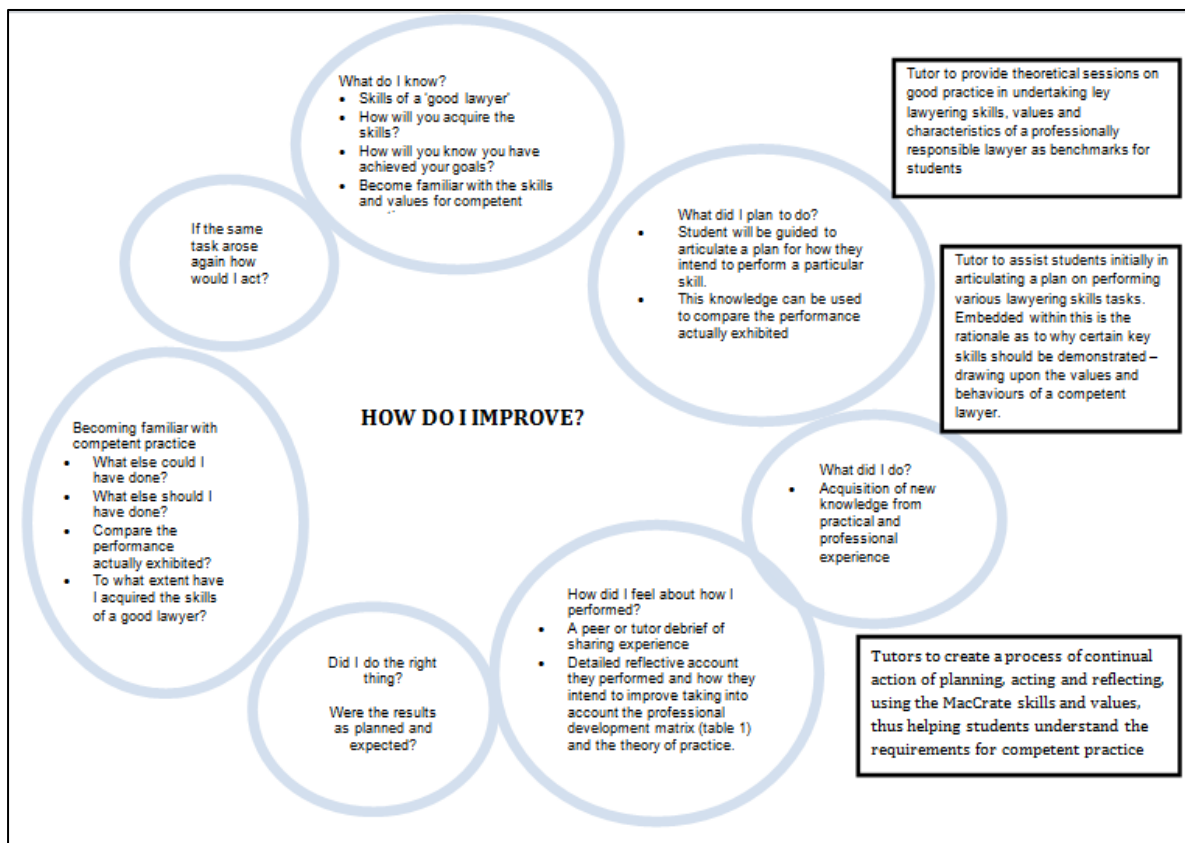 What do I know?
• Skills of a 'good lawyer'
• How will you acquire the
skills?
• How will you know you have
achieved your goals?
• Become familiar with the skills
and values for competent
Tutor to provide theoretical sessions on
good practice in undertaking ley
lawyering skills, values and
characteristics of a professionally
responsible lawyer as benchmarks for
students
What did I plan to do?
• Student will be guided to
articulate a plan for how they
intend to perform a particular
skill.
• This knowledge can be used
to compare the performance
actually exhibited
Tutor to assist students initially in
articulating a plan on performing
various lawyering skills tasks.
Embedded within this is the
rationale as to why certain key
skills should be demonstrated –
drawing upon the values and
behaviours of a competent
lawyer.
If the same
task arose
again how
would I act?
HOW DO I IMPROVE?
What did I do?
• Acquisition of new
knowledge from
practical and
professional
experience
Becoming familiar with
competent practice
• What else could I
have done?
• What else should I
have done?
• Compare the
performance
actually exhibited?
• To what extent have
I acquired the skills
of a good lawyer?
How did I feel about how I
performed?
• A peer or tutor debrief of
sharing experience
• Detailed reflective account
they performed and how they
intend to improve taking into
account the professional
development matrix (table 1)
and the theory of practice.
Did I do the right
thing?
Were the results
as planned and
expected?
Tutors to create a process of continual
action of planning, acting and reflecting,
using the MacCrate skills and values,
thus helping students understand the
requirements for competent practice